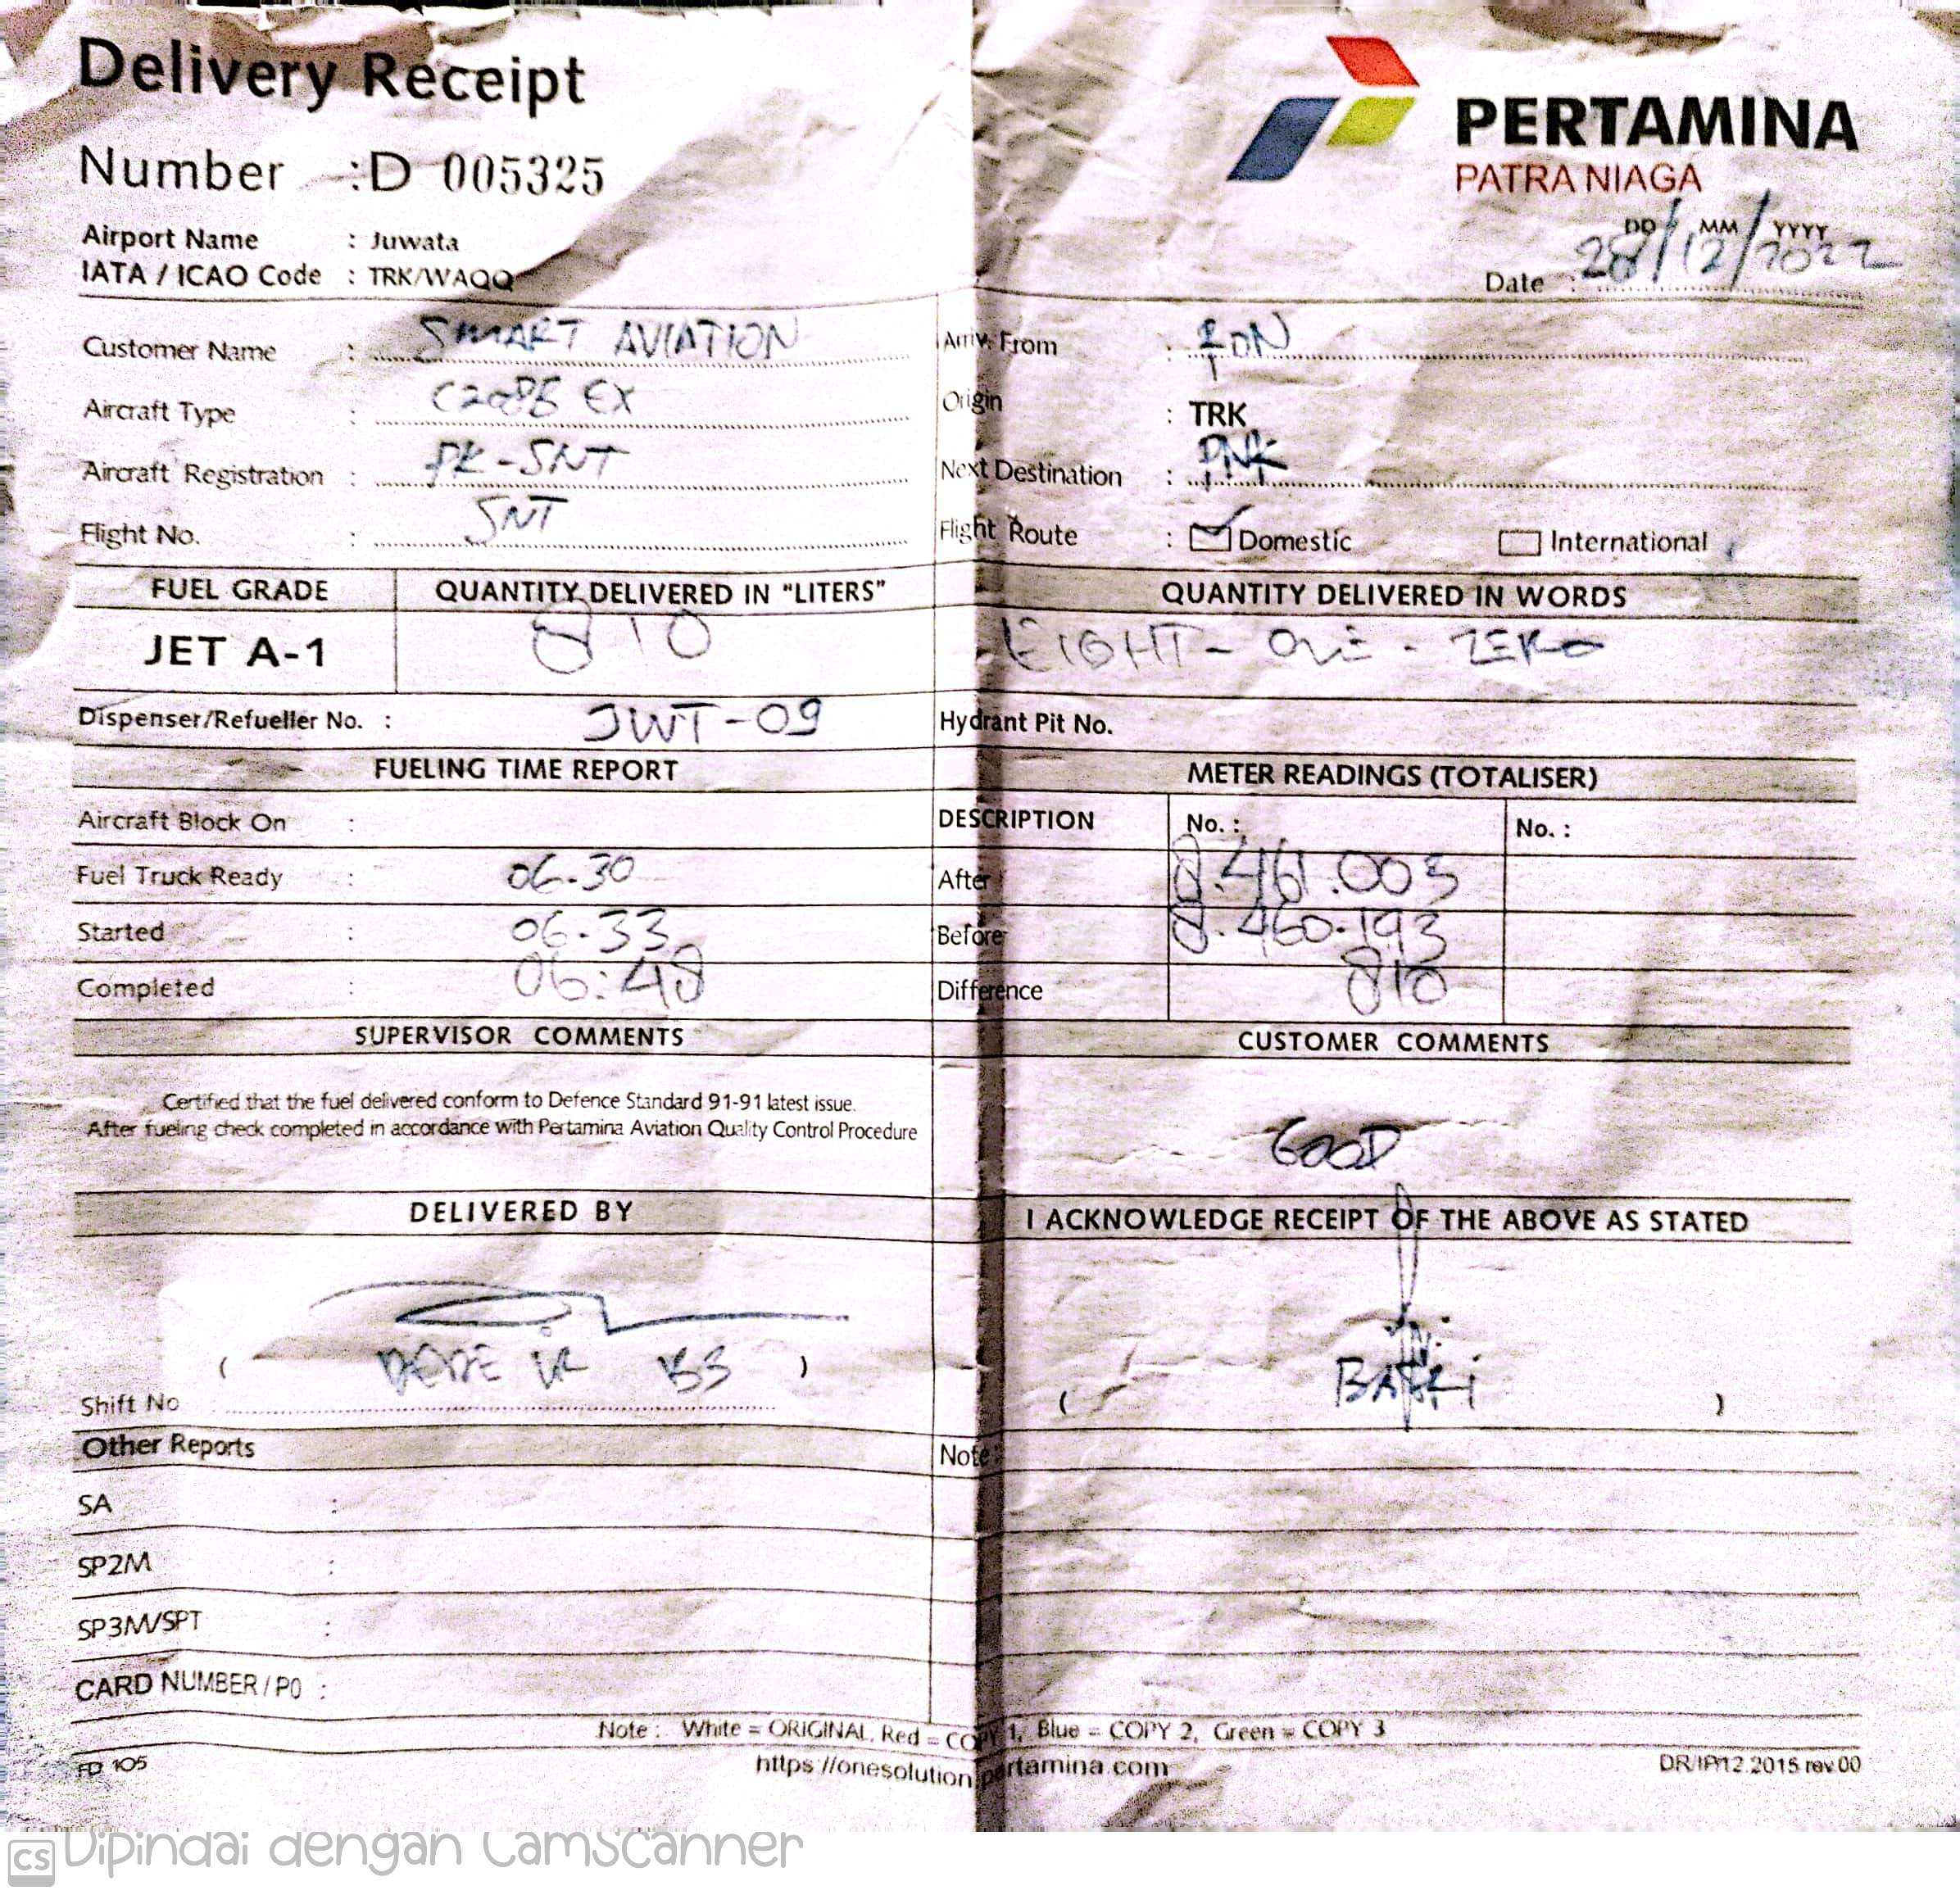 Delivery Receipt
PERTAMINA
PATRA NIAGA
Number : D 005325
Airport Name : Juwata
IATA / ICAO Code : TRK/WAQQ
DD MM YYYY
Date : 28/12/2022
Customer Name : SMART AVIATION
Arriv. From :
Aircraft Type : C208B EX
Origin : TRK
Aircraft Registration : PK-SNT
Next Destination : PNK
Flight No. : SNT
Flight Route : Domestic International
FUEL GRADE QUANTITY DELIVERED IN "LITERS" QUANTITY DELIVERED IN WORDS
JET A-1 810 EIGHT - ONE - ZERO
Dispenser/Refueller No. : JWT-09 Hydrant Pit No.
FUELING TIME REPORT METER READINGS (TOTALISER)
Aircraft Block On : DESCRIPTION No. : No. :
Fuel Truck Ready : 06.30 After 8.461.003
Started : 06.33 Before 8.460.193
Completed : 06:48 Difference 810
SUPERVISOR COMMENTS CUSTOMER COMMENTS
Certified that the fuel delivered conform to Defence Standard 91-91 latest issue.
After fueling check completed in accordance with Pertamina Aviation Quality Control Procedure
GOOD
DELIVERED BY I ACKNOWLEDGE RECEIPT OF THE ABOVE AS STATED
( )
Shift No
( )
Other Reports Note :
SA :
SP2M :
SP3M/SPT :
CARD NUMBER / PO :
Note : White = ORIGINAL, Red = COPY 1, Blue = COPY 2, Green = COPY 3
FD 105 https://onesolution.pertamina.com DR/IP/12.2015.rev.00
CS Dipindai dengan CamScanner